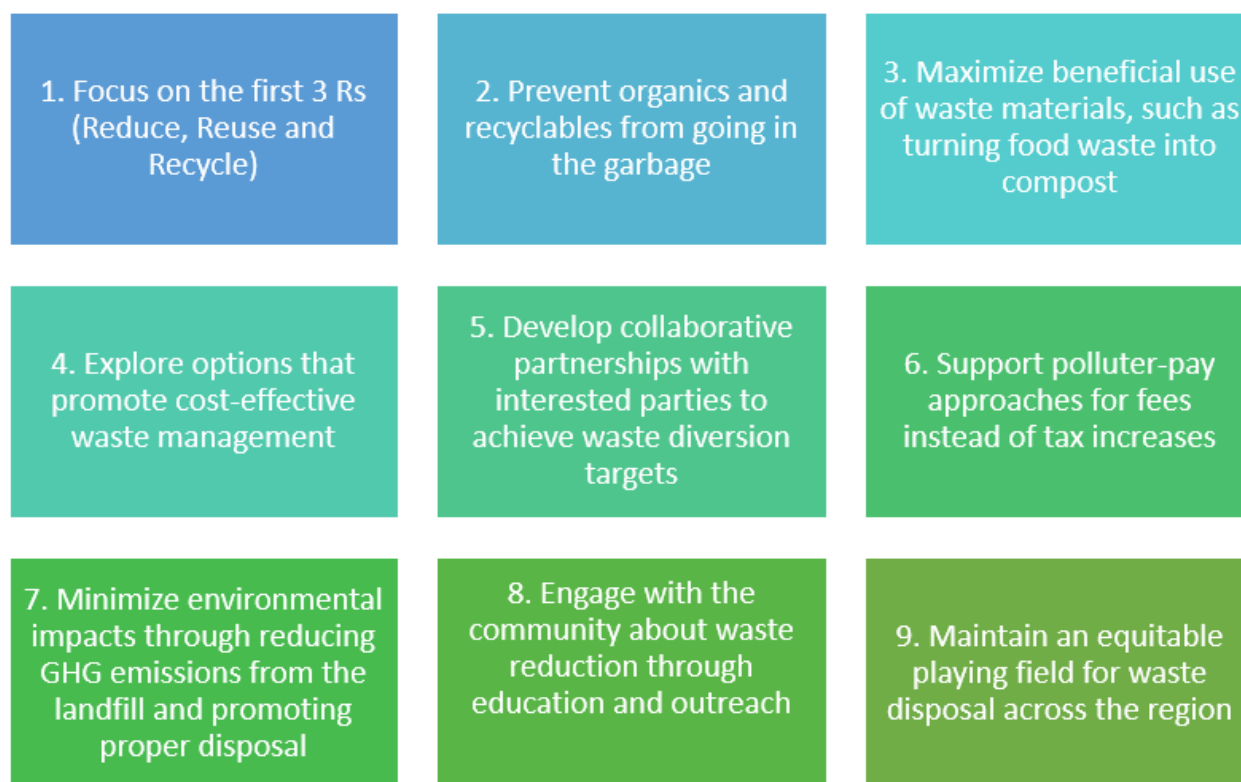 1. Focus on the first 3 Rs
(Reduce, Reuse and
Recycle)
2. Prevent organics and
recyclables from going in
the garbage
3. Maximize beneficial use
of waste materials, such as
turning food waste into
compost
4. Explore options that
promote cost-effective
waste management
5. Develop collaborative
partnerships with
interested parties to
achieve waste diversion
targets
6. Support polluter-pay
approaches for fees
instead of tax increases
7. Minimize environmental
impacts through reducing
GHG emissions from the
landfill and promoting
proper disposal
8. Engage with the
community about waste
reduction through
education and outreach
9. Maintain an equitable
playing field for waste
disposal across the region